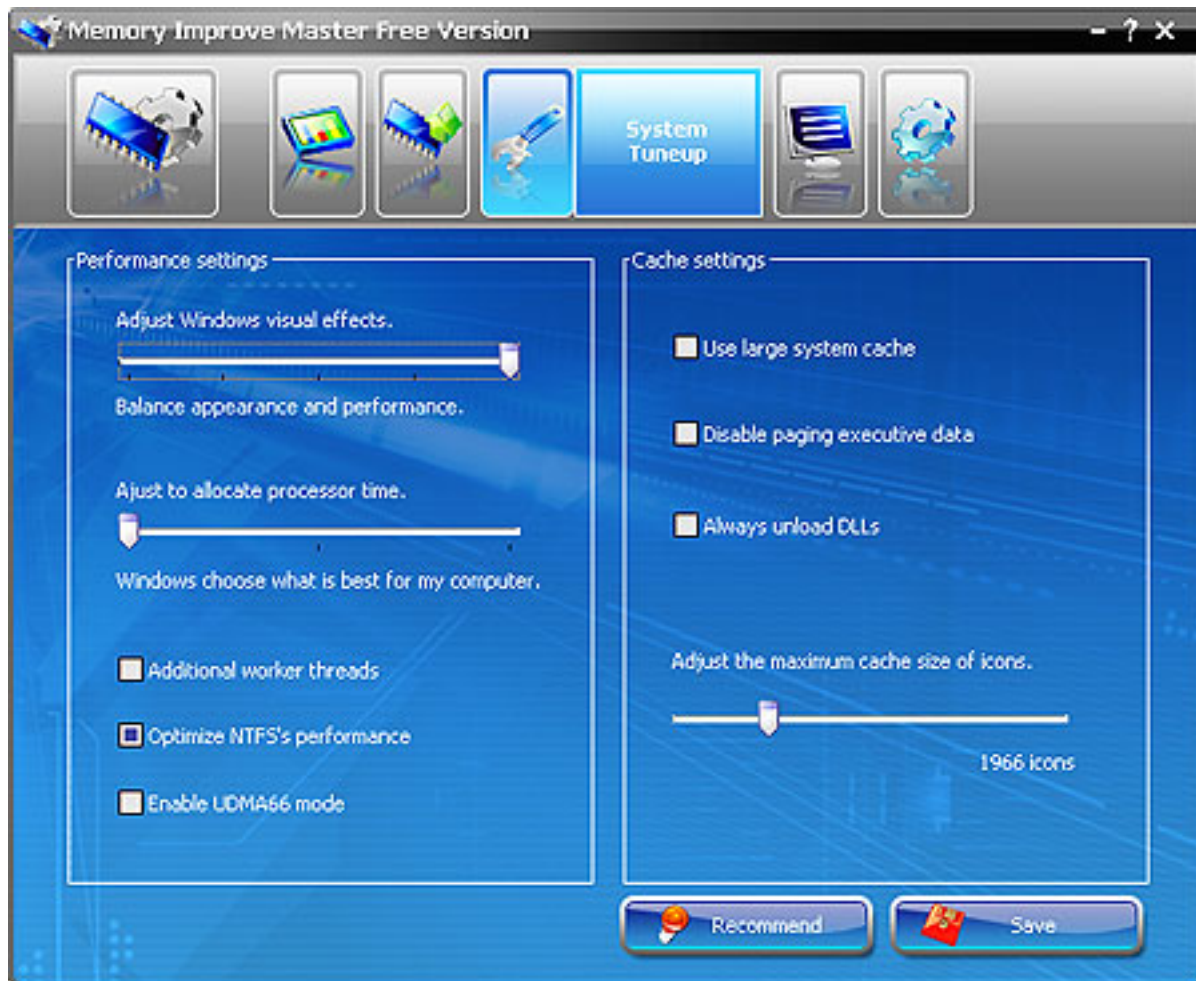 Memory Improve Master Free Version
System
Tuneup
Performance settings
Adjust Windows visual effects.
Balance appearance and performance.
Ajust to allocate processor time.
Windows choose what is best for my computer.
Additional worker threads
Optimize NTFS's performance
Enable UDMA66 mode
Cache settings
Use large system cache
Disable paging executive data
Always unload DLLs
Adjust the maximum cache size of icons.
1966 icons
Recommend
Save